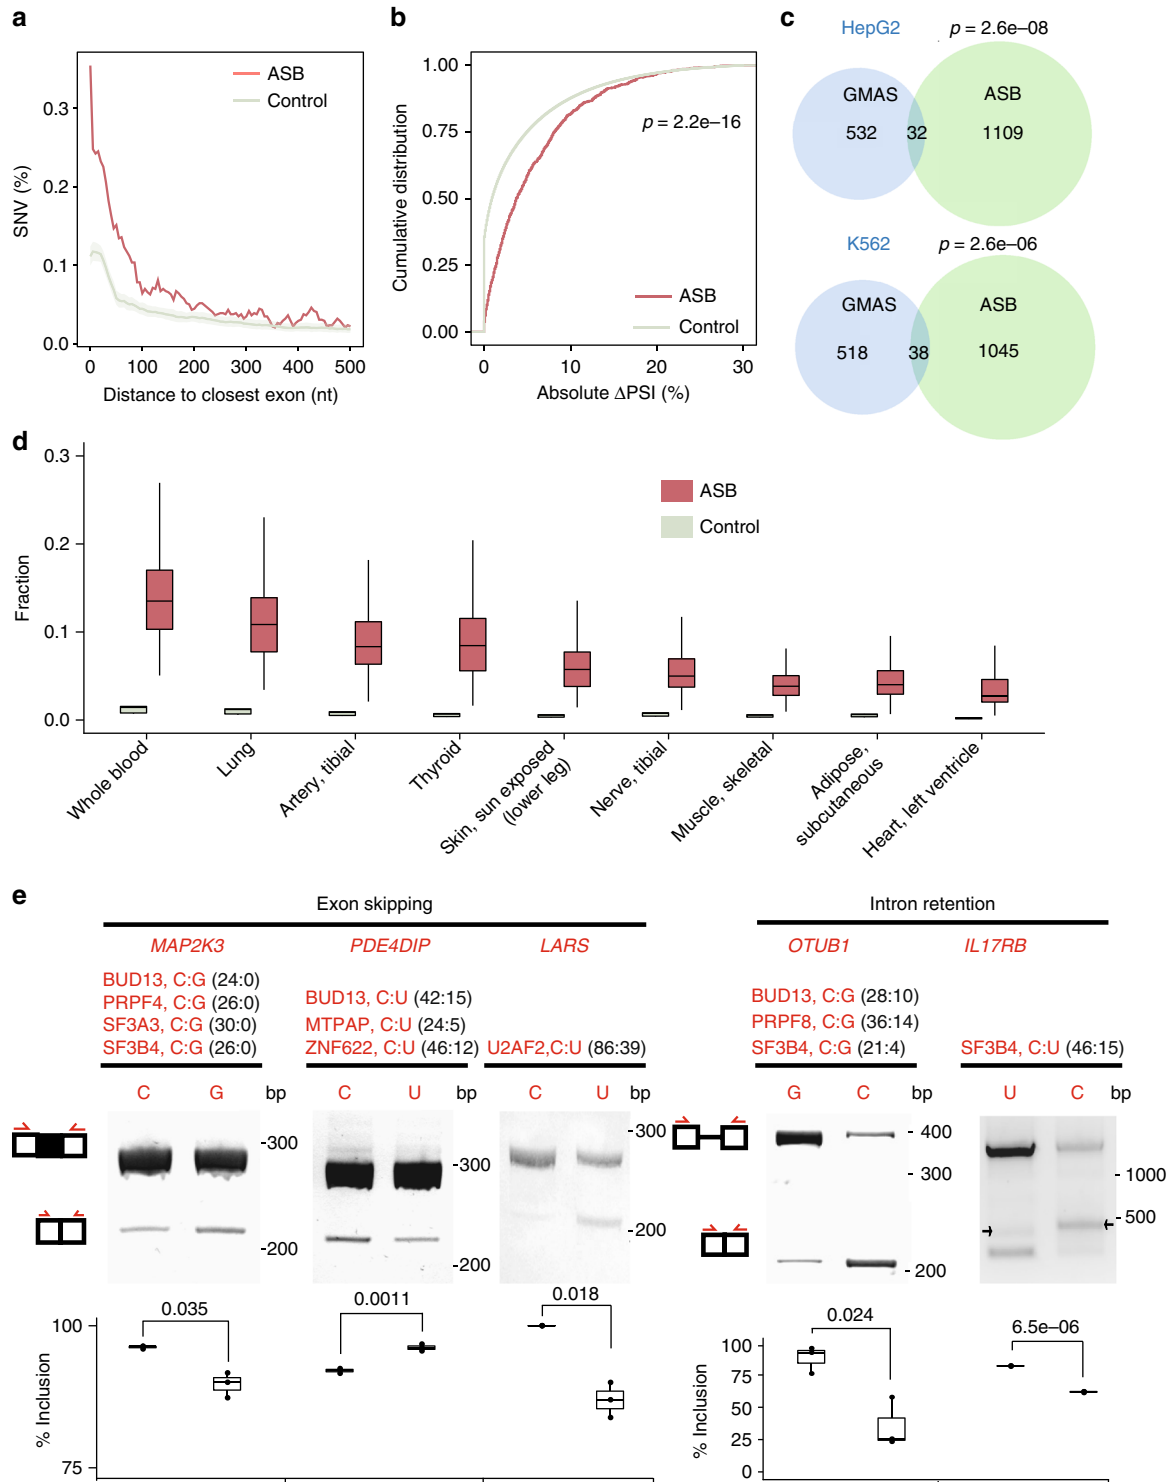 a
0.3
0.2
0.1
0.0
SNV (%)
ASB
Control
0 100 200 300 400 500
Distance to closest exon (nt)
b
1.00
0.75
0.50
0.25
0.00
Cumulative distribution
p = 2.2e–16
ASB
Control
0 10 20 30
Absolute ΔPSI (%)
c
HepG2 p = 2.6e–08
GMAS ASB
532 32 1109
K562 p = 2.6e–06
GMAS ASB
518 38 1045
d
0.3
0.2
0.1
0.0
Fraction
ASB
Control
Whole blood
Lung
Artery, tibial
Thyroid
Skin, sun exposed
(lower leg)
Nerve, tibial
Muscle, skeletal
Adipose,
subcutaneous
Heart, left ventricle
e
Exon skipping
MAP2K3 PDE4DIP LARS
BUD13, C:G (24:0)
PRPF4, C:G (26:0)
SF3A3, C:G (30:0)
SF3B4, C:G (26:0)
BUD13, C:U (42:15)
MTPAP, C:U (24:5)
ZNF622, C:U (46:12)
U2AF2,C:U (86:39)
C G bp
-300
-200
C U bp
-300
-200
C U bp
-300
-200
Intron retention
OTUB1 IL17RB
BUD13, C:G (28:10)
PRPF8, C:G (36:14)
SF3B4, C:G (21:4)
SF3B4, C:U (46:15)
G C bp
- 400
- 300
- 200
U C bp
- 1000
- 500
% Inclusion
100
75
0.035
0.0011
0.018
% Inclusion
100
75
50
25
0
0.024
6.5e–06